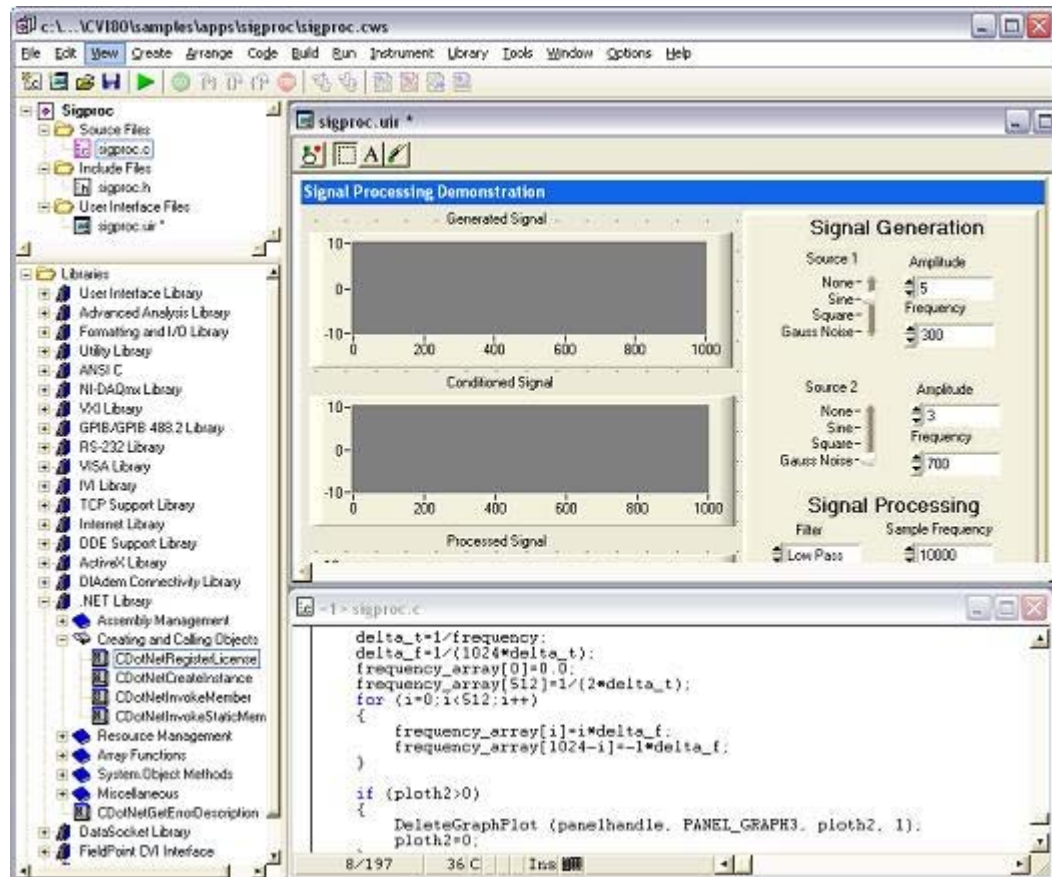 c:\...\CVI80\samples\apps\sigproc\sigproc.cws
File Edit View Create Arrange Code Build Run Instrument Library Tools Window Options Help
Sigproc
Source Files
sigproc.c
Include Files
sigproc.h
User Interface Files
sigproc.uir *
Libraries
User Interface Library
Advanced Analysis Library
Formatting and I/O Library
Utility Library
ANSI C
NI-DAQmx Library
VXI Library
GPIB/GPIB 488.2 Library
RS-232 Library
VISA Library
IVI Library
TCP Support Library
Internet Library
DDE Support Library
ActiveX Library
DIAdem Connectivity Library
.NET Library
Assembly Management
Creating and Calling Objects
CDotNetRegisterLicense
CDotNetCreateInstance
CDotNetInvokeMember
CDotNetInvokeStaticMem
Resource Management
Array Functions
System.Object Methods
Miscellaneous
CDotNetGetErrorDescription
DataSocket Library
FieldPoint CVI Interface
sigproc.uir *
A
Signal Processing Demonstration
Generated Signal
10
0
-10
0 200 400 600 800 1000
Conditioned Signal
10
0
-10
0 200 400 600 800 1000
Processed Signal
Signal Generation
Source 1
None
Sine
Square
Gauss Noise
Amplitude
5
Frequency
300
Source 2
None
Sine
Square
Gauss Noise
Amplitude
3
Frequency
700
Signal Processing
Filter
Low Pass
Sample Frequency
10000
<1> sigproc.c
delta_t=1/frequency;
delta_f=1/(1024*delta_t);
frequency_array[0]=0.0;
frequency_array[512]=1/(2*delta_t);
for (i=0;i<512;i++)
{
frequency_array[i]=i*delta_f;
frequency_array[1024-i]=-1*delta_f;
}
if (ploth2>0)
{
DeleteGraphPlot (panelhandle, PANEL_GRAPH3, ploth2, 1);
ploth2=0;
8/197 36 C Ins